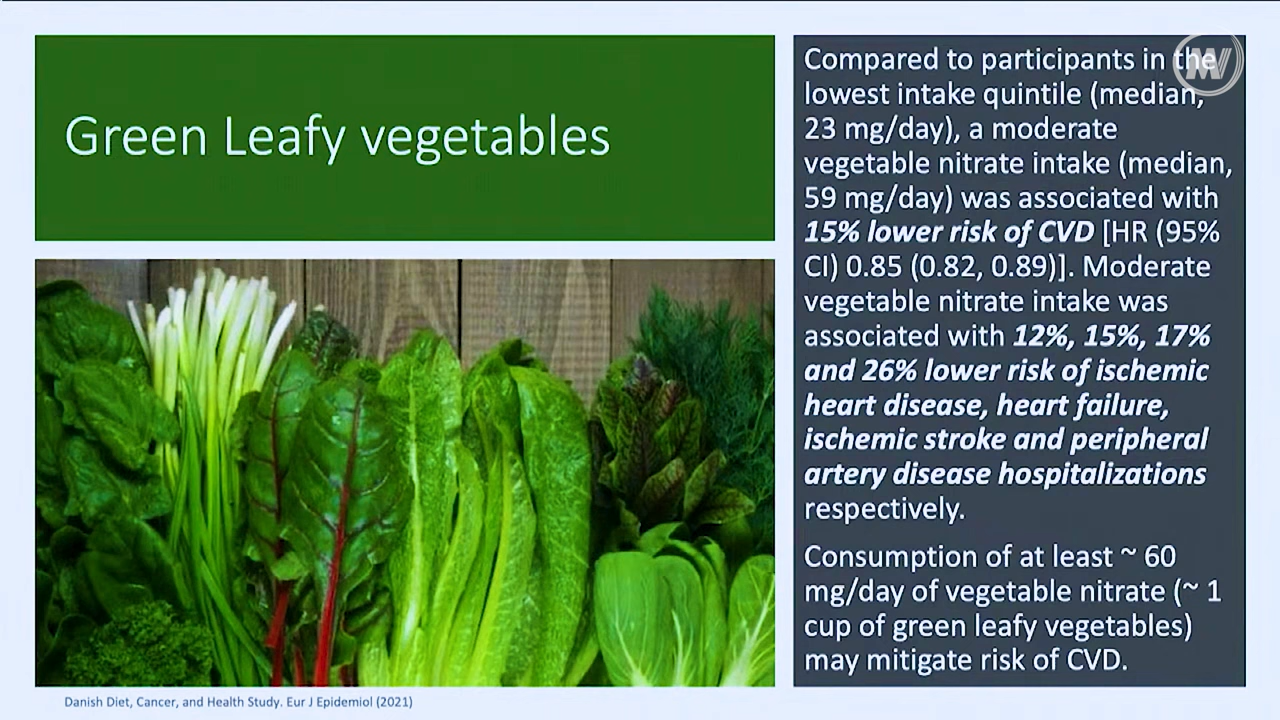 Green Leafy vegetables
Compared to participants in the
lowest intake quintile (median,
23 mg/day), a moderate
vegetable nitrate intake (median,
59 mg/day) was associated with
15% lower risk of CVD [HR (95%
CI) 0.85 (0.82, 0.89)]. Moderate
vegetable nitrate intake was
associated with 12%, 15%, 17%
and 26% lower risk of ischemic
heart disease, heart failure,
ischemic stroke and peripheral
artery disease hospitalizations
respectively.
Consumption of at least ~ 60
mg/day of vegetable nitrate (~ 1
cup of green leafy vegetables)
may mitigate risk of CVD.
Danish Diet, Cancer, and Health Study. Eur J Epidemiol (2021)